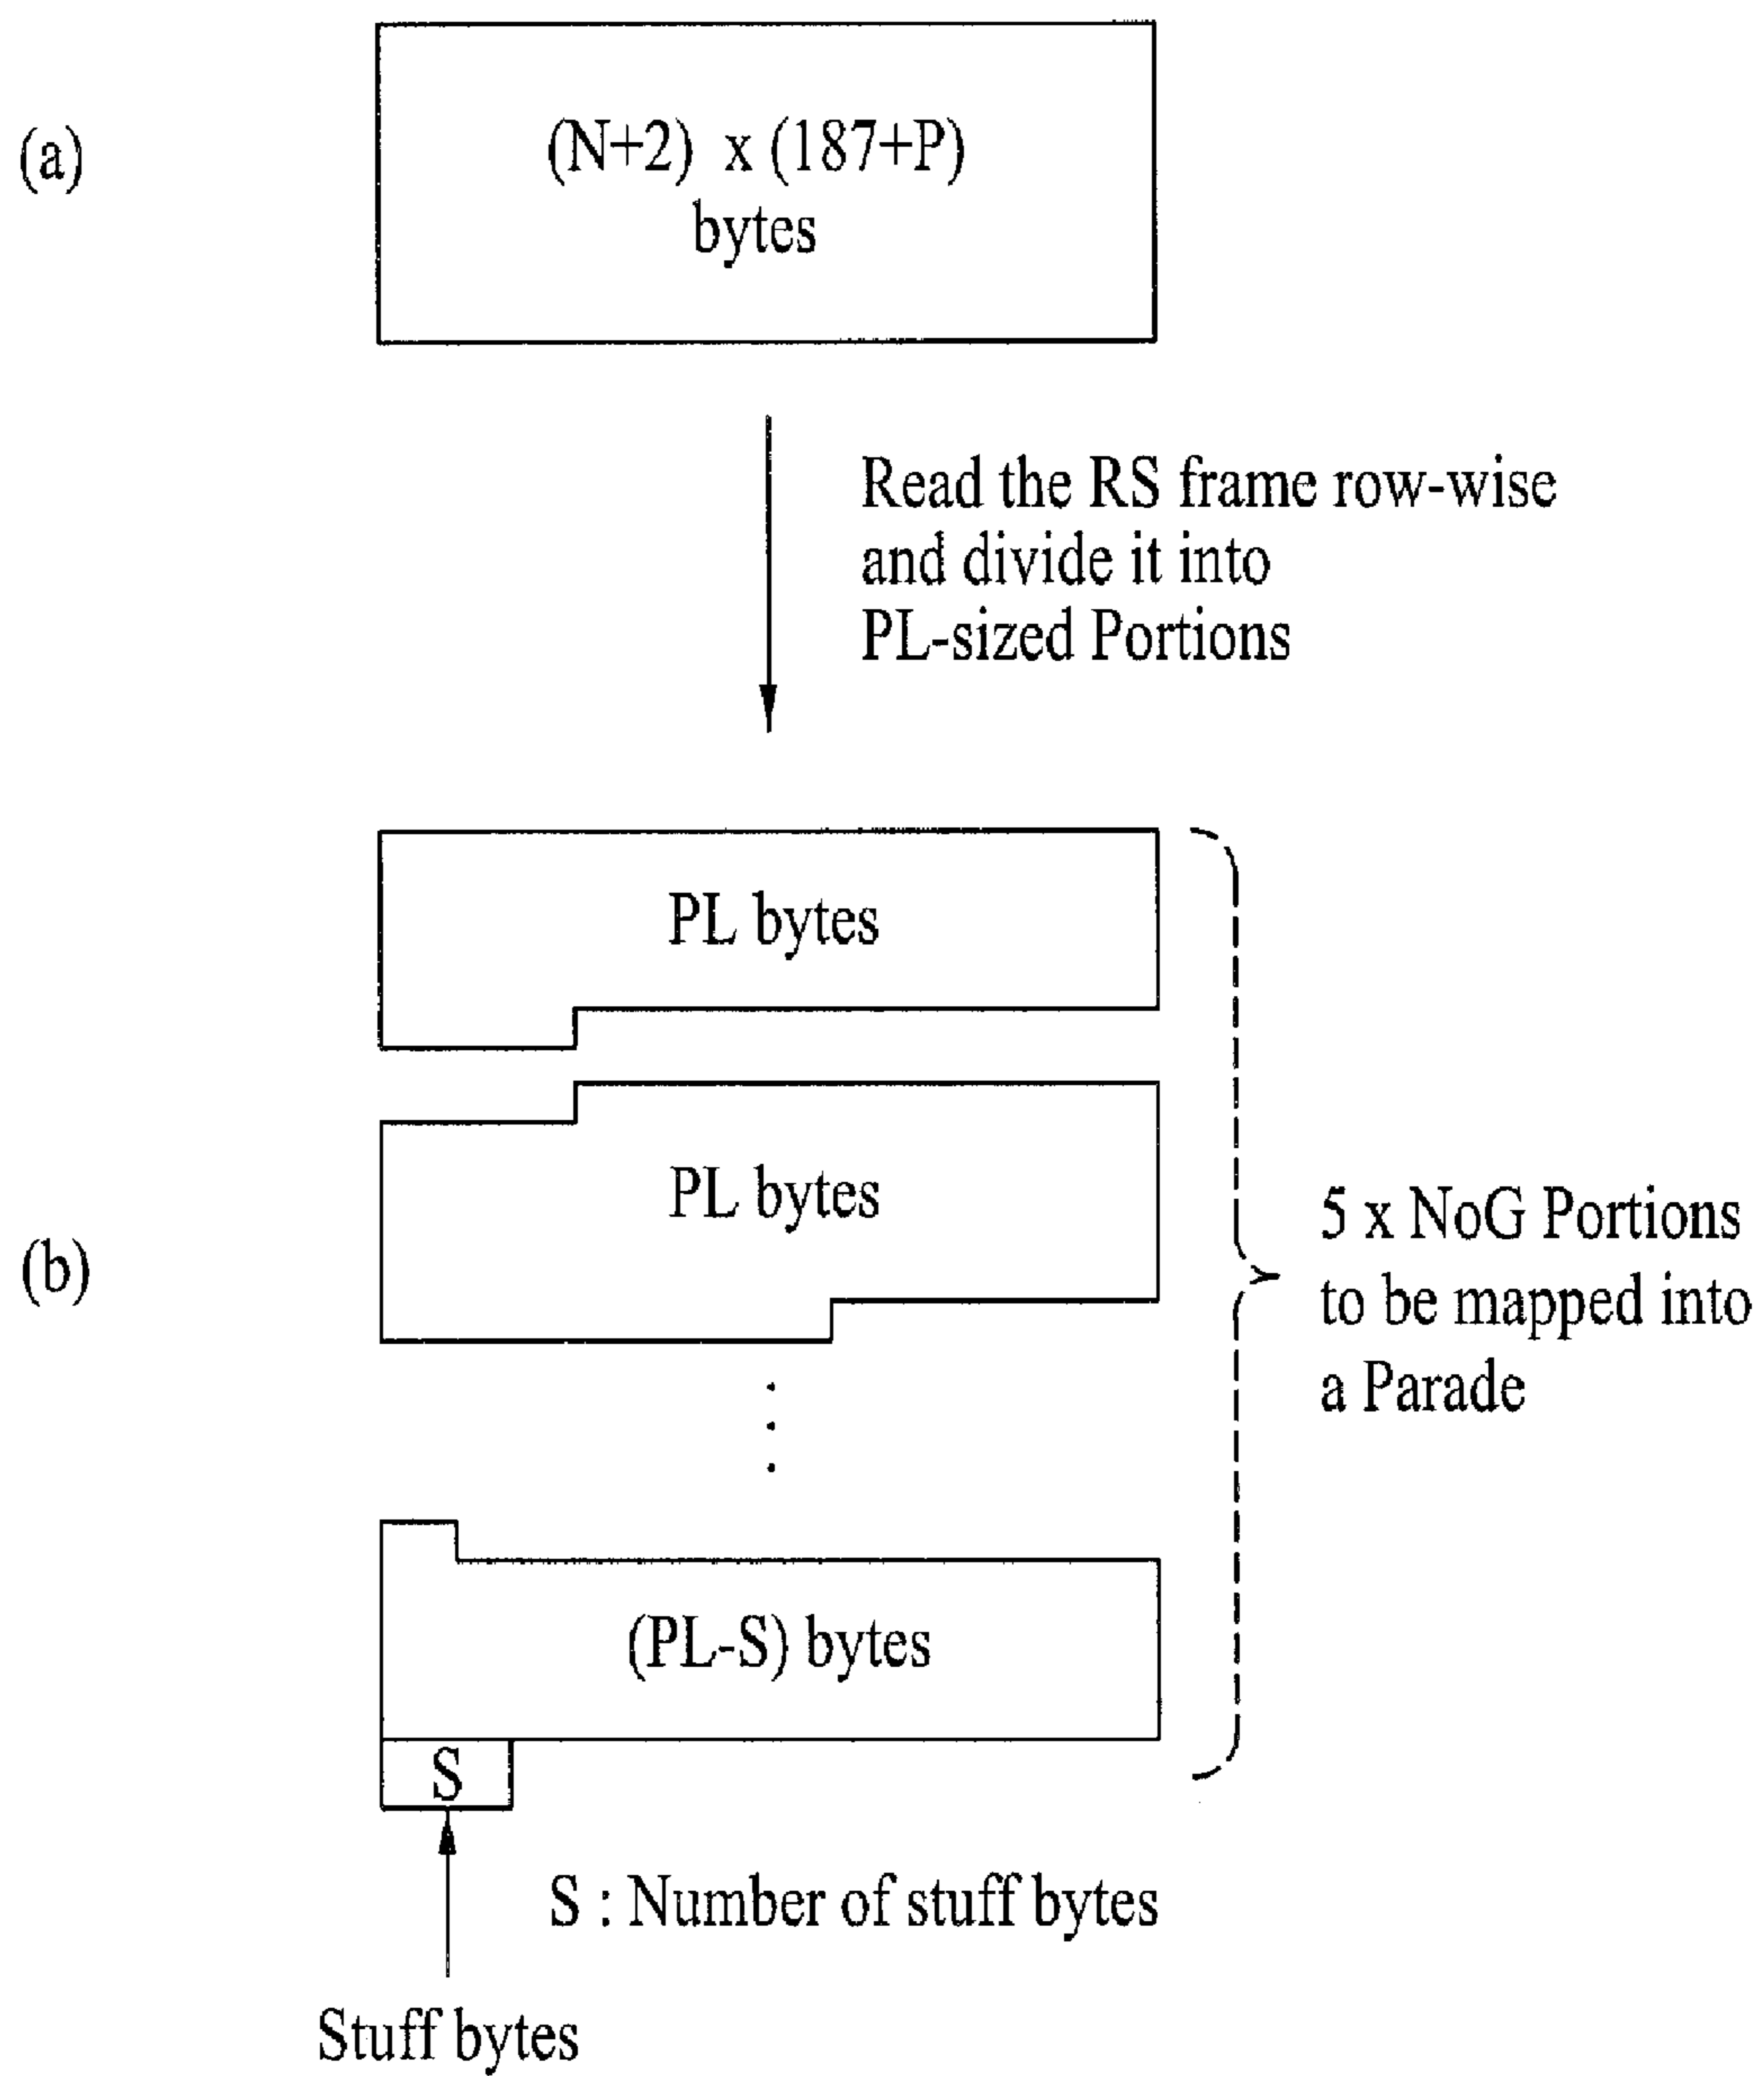 (a)
(N+2) x (187+P)
bytes
Read the RS frame row-wise
and divide it into
PL-sized Portions
(b)
PL bytes
PL bytes
5 x NoG Portions
to be mapped into
a Parade
(PL-S) bytes
S
S : Number of stuff bytes
Stuff bytes